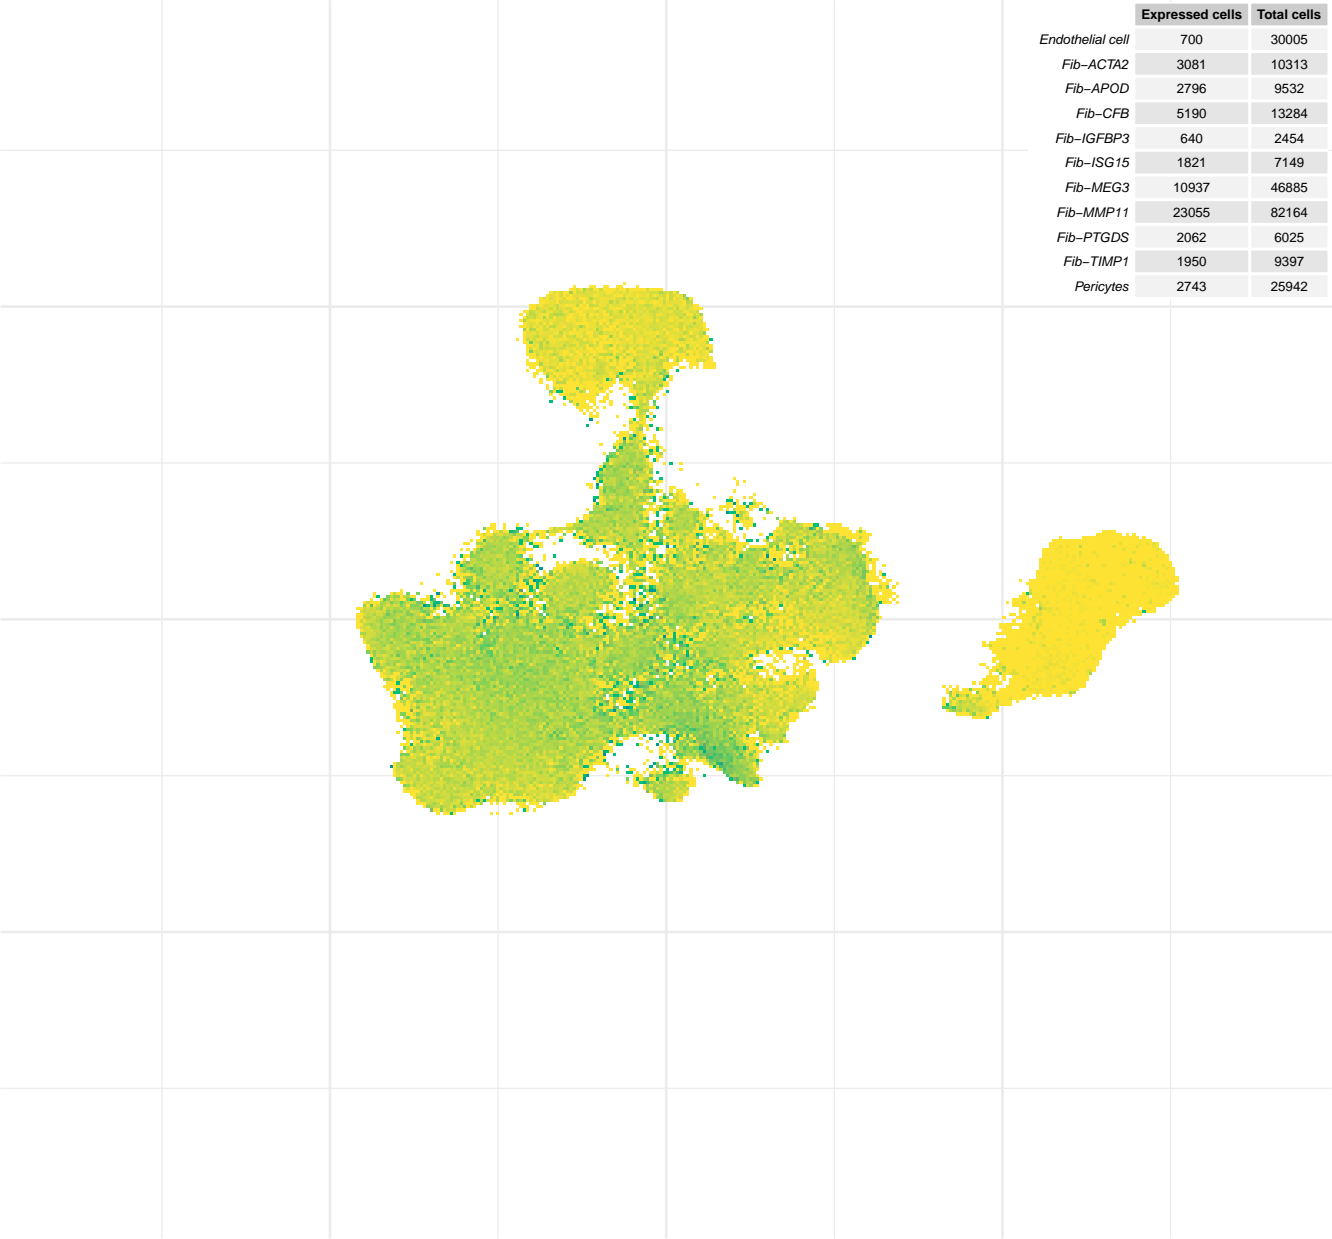 Expressed cells Total cells
Endothelial cell 700 30005
Fib−ACTA2 3081 10313
Fib−APOD 2796 9532
Fib−CFB 5190 13284
Fib−IGFBP3 640 2454
Fib−ISG15 1821 7149
Fib−MEG3 10937 46885
Fib−MMP11 23055 82164
Fib−PTGDS 2062 6025
Fib−TIMP1 1950 9397
Pericytes 2743 25942